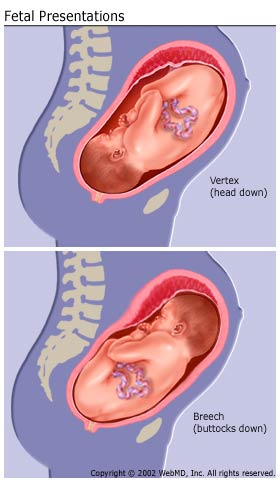 Fetal Presentations
Vertex
(head down)
Breech
(buttocks down)
Copyright © 2002 WebMD, Inc. All rights reserved.